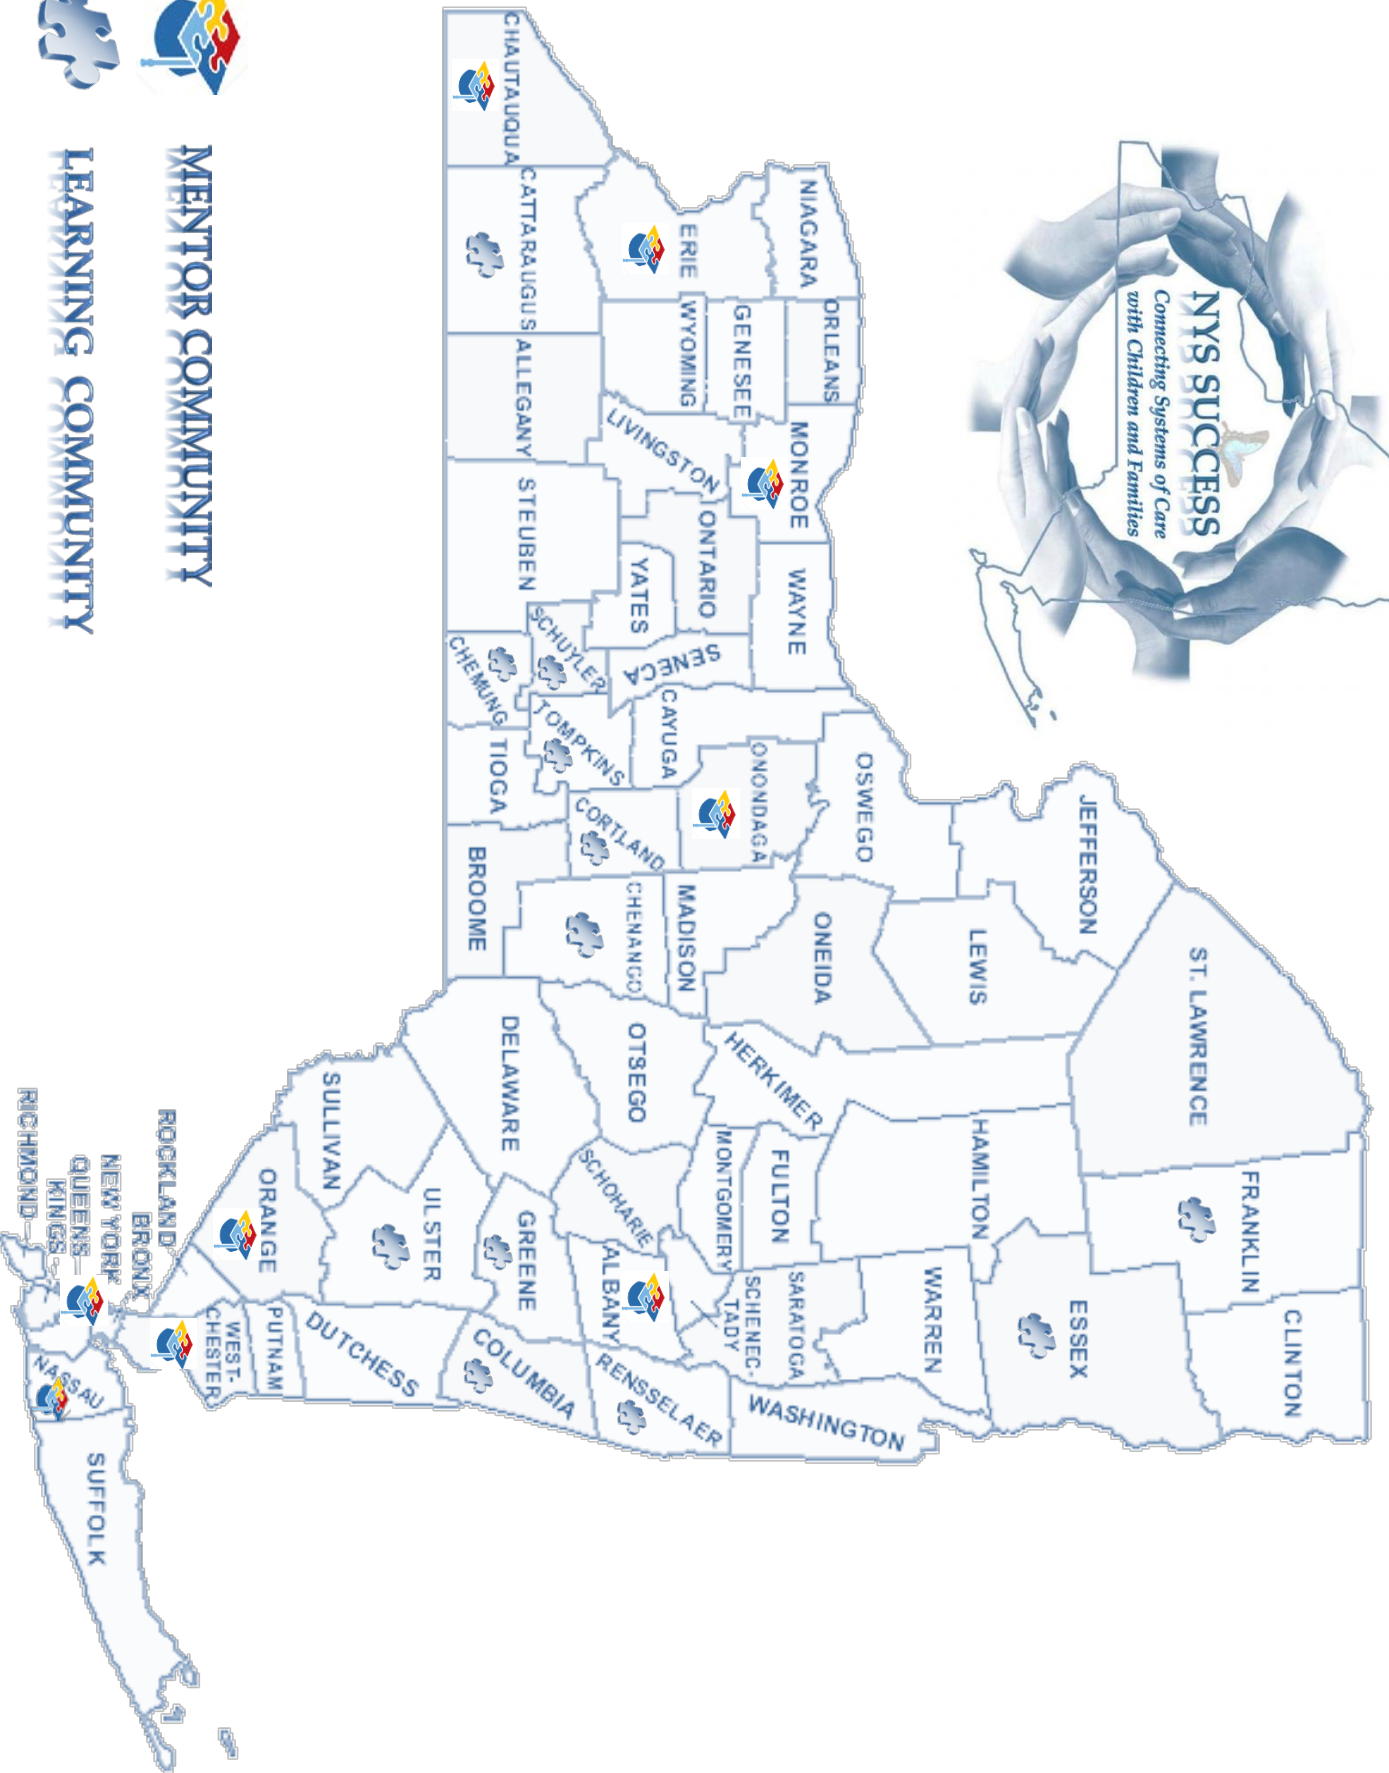 NYS SUCCESS
Connecting Systems of Care
with Children and Families
CLINTON
FRANKLIN
ST. LAWRENCE
JEFFERSON
ESSEX
LEWIS
HAMILTON
WARREN
OSWEGO
ONEIDA
HERKIMER
WASHINGTON
NIAGARA
ORLEANS
MONROE
WAYNE
FULTON
SARATOGA
GENESEE
ONONDAGA
MONTGOMERY
SCHENEC-
TADY
ERIE
WYOMING
LIVINGSTON
ONTARIO
SENECA
CAYUGA
MADISON
YATES
OTSEGO
SCHOHARIE
ALBANY
RENSSELAER
CHENANGO
CORTLAND
TOMPKINS
SCHUYLER
CHAUTAUQUA
CATTARAUGUS
ALLEGANY
STEUBEN
CHEMUNG
TIOGA
BROOME
DELAWARE
GREENE
COLUMBIA
ULSTER
DUTCHESS
SULLIVAN
ORANGE
PUTNAM
WEST-
CHESTER
ROCKLAND
BRONX
NEW YORK
QUEENS
KINGS
RICHMOND
NASSAU
SUFFOLK
MENTOR COMMUNITY
LEARNING COMMUNITY